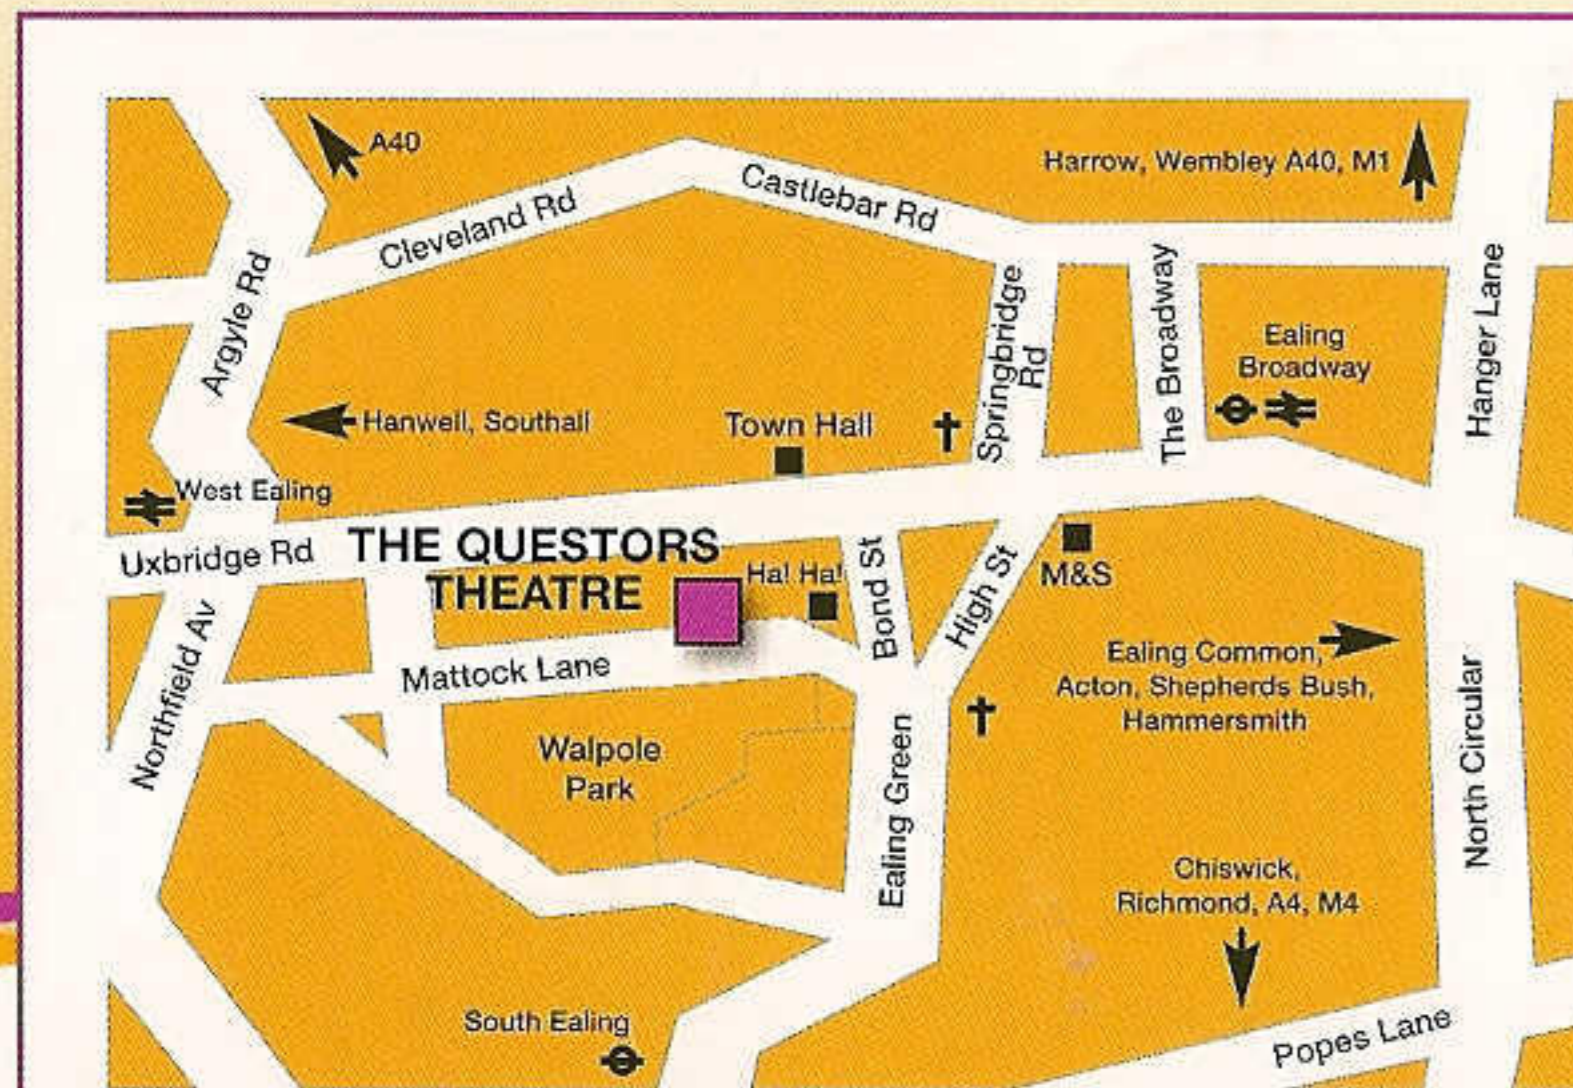 A40
Harrow, Wembley A40, M1
Castlebar Rd
Cleveland Rd
Argyle Rd
Springbridge
Rd
The Broadway
Ealing
Broadway
Hanger Lane
Hanwell, Southall
Town Hall
West Ealing
Uxbridge Rd
THE QUESTORS
THEATRE
Ha! Ha!
Bond St
High St
M&S
Northfield Av
Mattock Lane
Ealing Common,
Acton, Shepherds Bush,
Hammersmith
Walpole
Park
Ealing Green
North Circular
Chiswick,
Richmond, A4, M4
South Ealing
Popes Lane